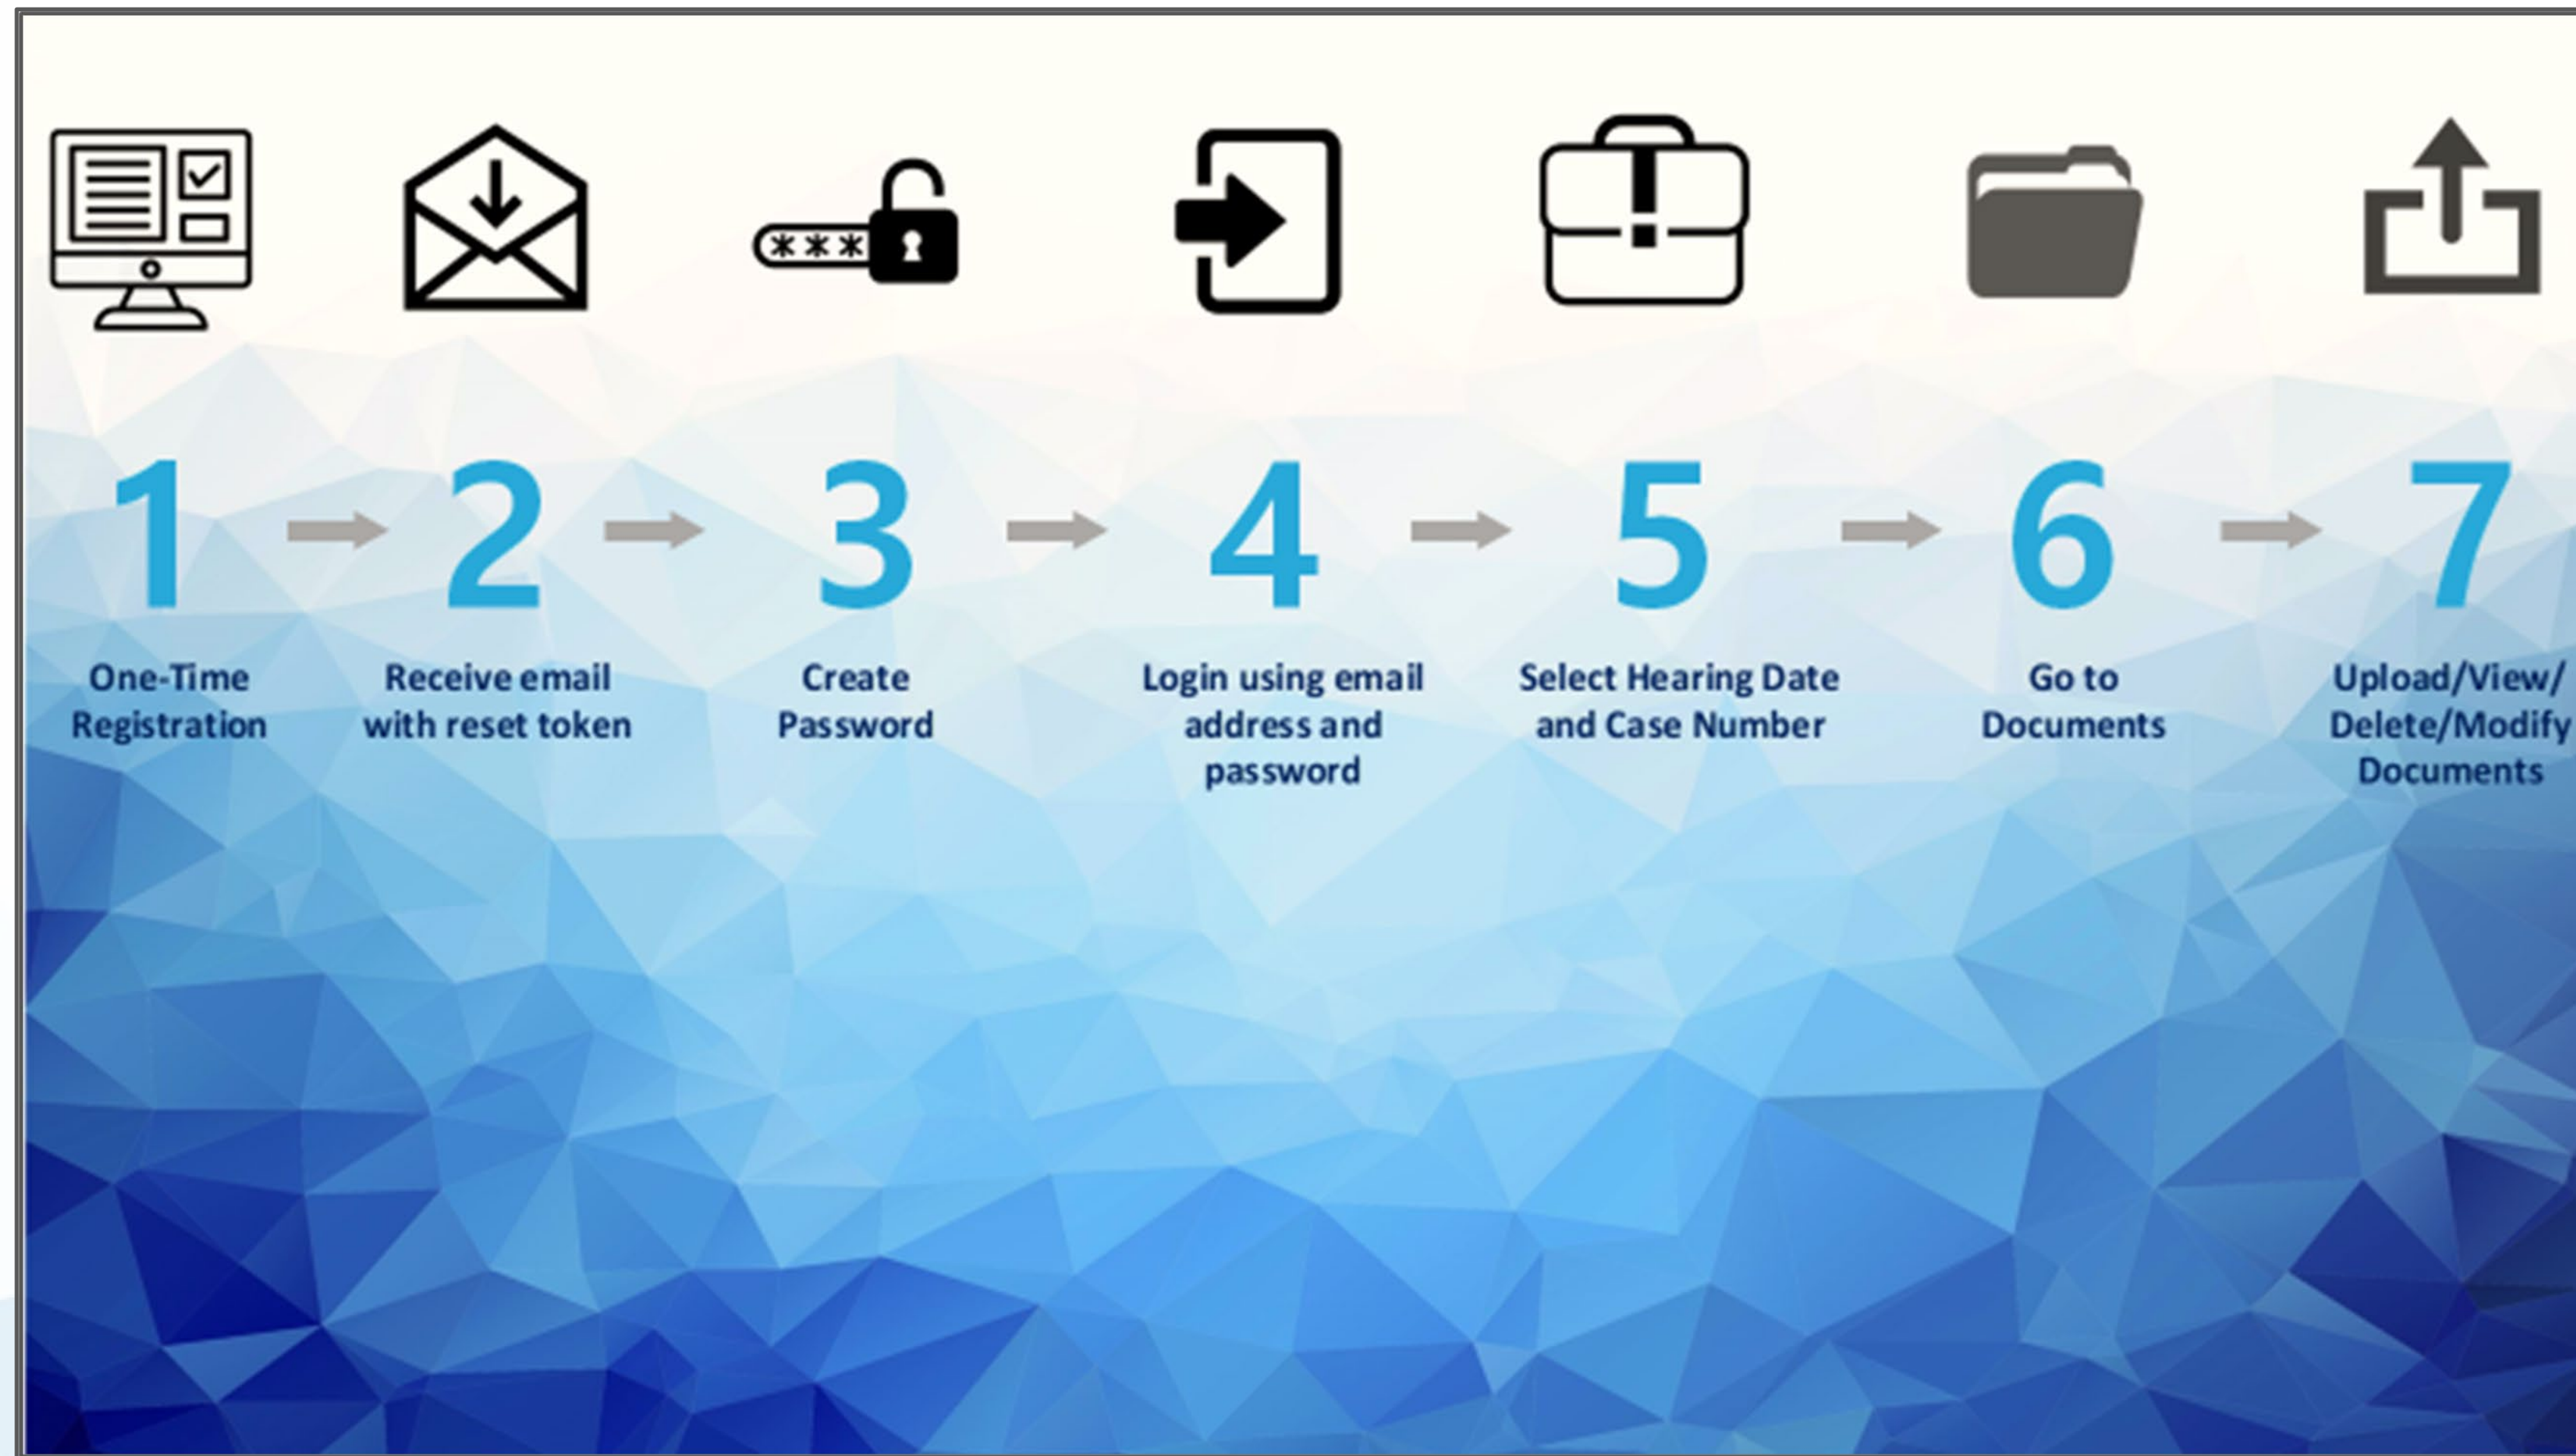 1
2
3
4
5
6
7
One-Time
Registration
Receive email
with reset token
Create
Password
Login using email
address and
password
Select Hearing Date
and Case Number
Go to
Documents
Upload/View/
Delete/Modify
Documents